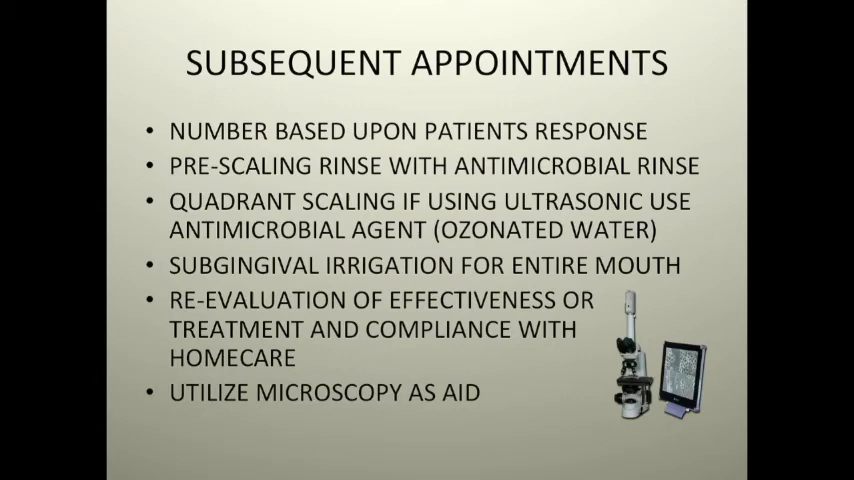 SUBSEQUENT APPOINTMENTS
• NUMBER BASED UPON PATIENTS RESPONSE
• PRE-SCALING RINSE WITH ANTIMICROBIAL RINSE
• QUADRANT SCALING IF USING ULTRASONIC USE
ANTIMICROBIAL AGENT (OZONATED WATER)
• SUBGINGIVAL IRRIGATION FOR ENTIRE MOUTH
• RE-EVALUATION OF EFFECTIVENESS OR
TREATMENT AND COMPLIANCE WITH
HOMECARE
• UTILIZE MICROSCOPY AS AID